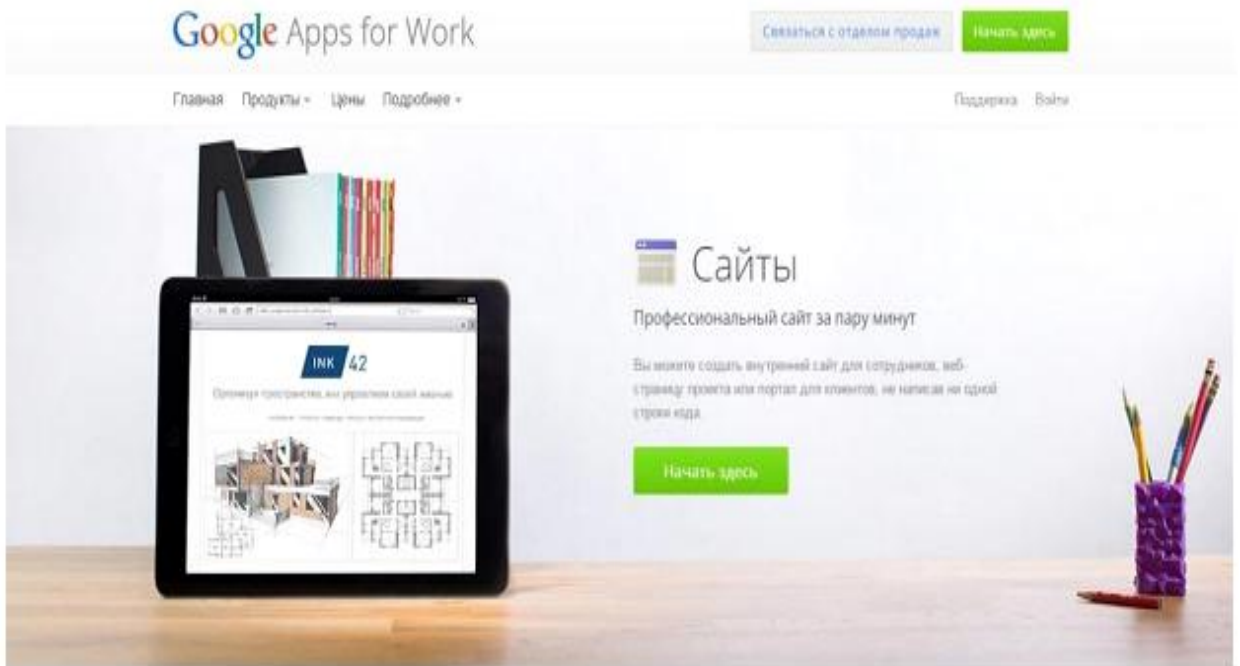 Google Apps for Work
Связаться с отделом продаж
Начать здесь
Главная Продукты Цены Подробнее
Поддержка Войти
Сайты
Профессиональный сайт за пару минут
Вы можете создать внутренний сайт для сотрудников, веб-
страницу проекта или портал для клиентов, не написав ни одной
строки кода.
Начать здесь
INK 42